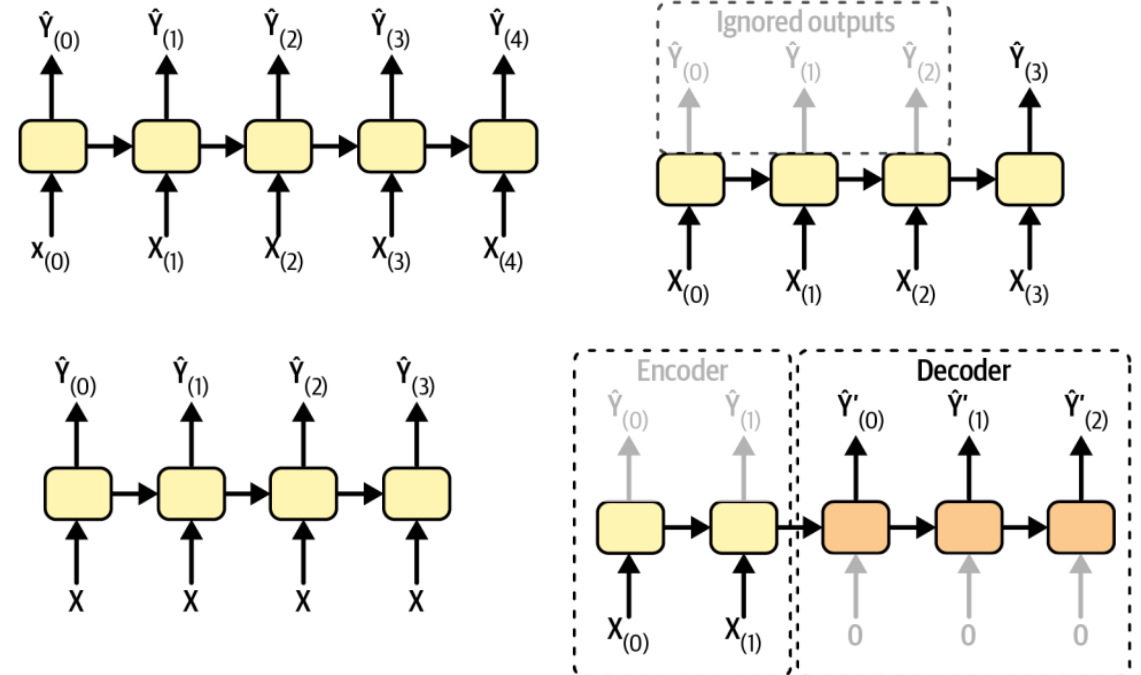 Ŷ(0) Ŷ(1) Ŷ(2) Ŷ(3) Ŷ(4)
x(0) X(1) X(2) X(3) X(4)
Ignored outputs
Ŷ(0) Ŷ(1) Ŷ(2) Ŷ(3)
X(0) X(1) X(2) X(3)
Ŷ(0) Ŷ(1) Ŷ(2) Ŷ(3)
X X X X
Encoder
Ŷ(0) Ŷ(1)
X(0) X(1)
Decoder
Ŷ'(0) Ŷ'(1) Ŷ'(2)
0 0 0